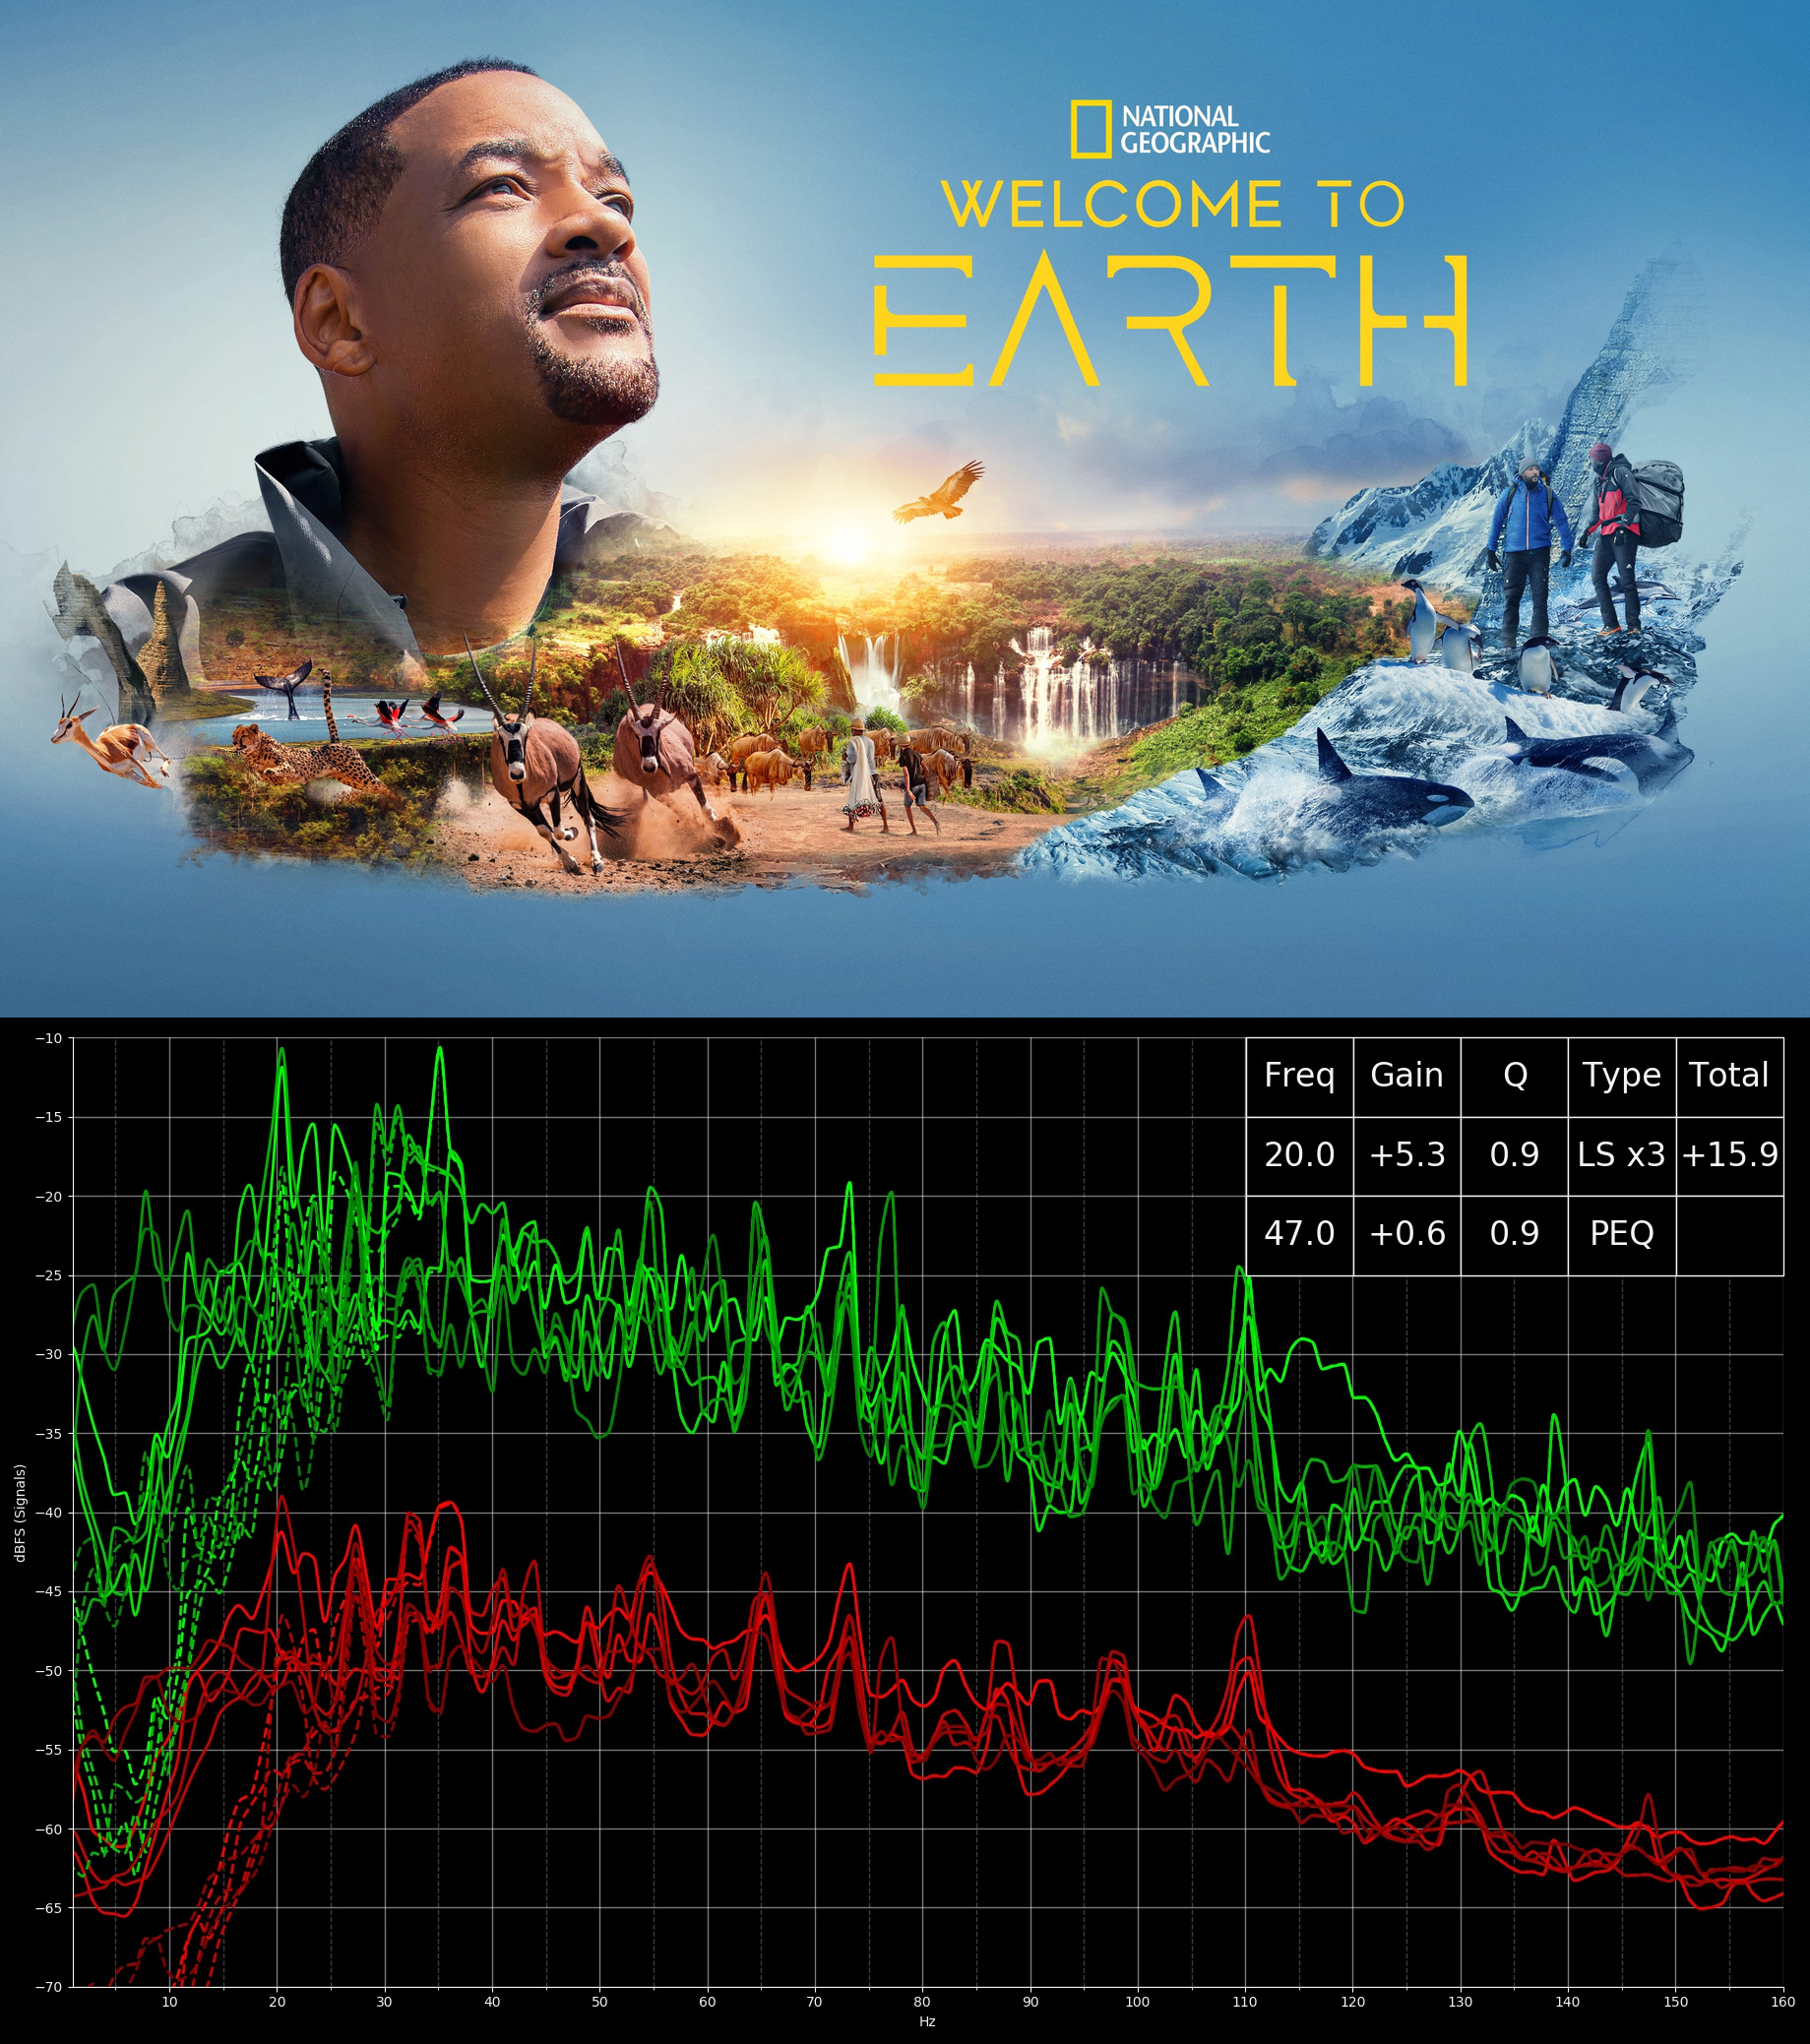 NATIONAL
GEOGRAPHIC
WELCOME TO
EARTH
Freq Gain Q Type Total
20.0 +5.3 0.9 LS x3 +15.9
47.0 +0.6 0.9 PEQ
−10
−15
−20
−25
−30
−35
−40
−45
−50
−55
−60
−65
−70
dBFS (Signals)
10 20 30 40 50 60 70 80 90 100 110 120 130 140 150 160
Hz